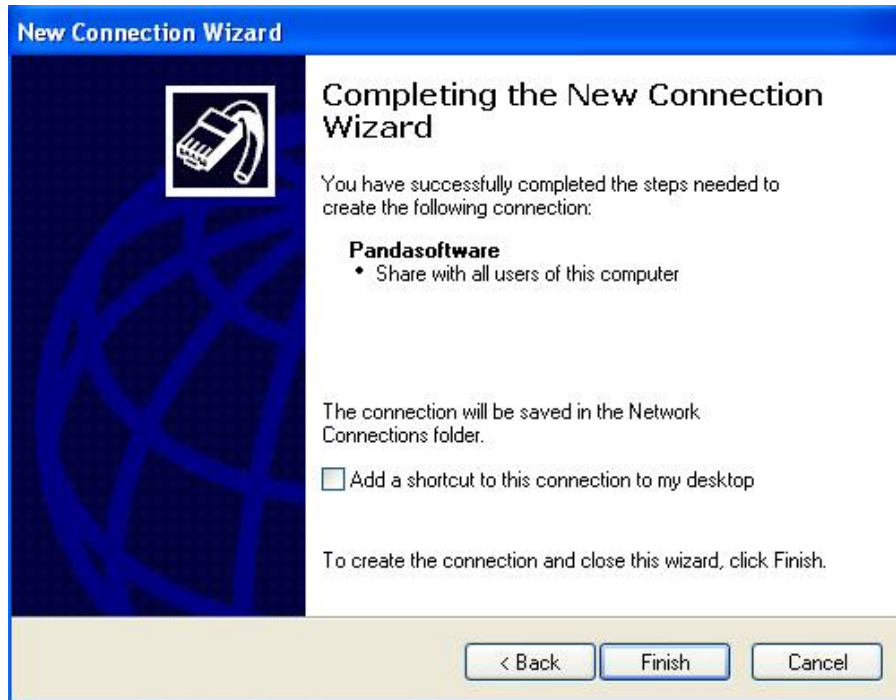 New Connection Wizard
Completing the New Connection
Wizard
You have successfully completed the steps needed to
create the following connection:
Pandasoftware
• Share with all users of this computer
The connection will be saved in the Network
Connections folder.
Add a shortcut to this connection to my desktop
To create the connection and close this wizard, click Finish.
< Back Finish Cancel